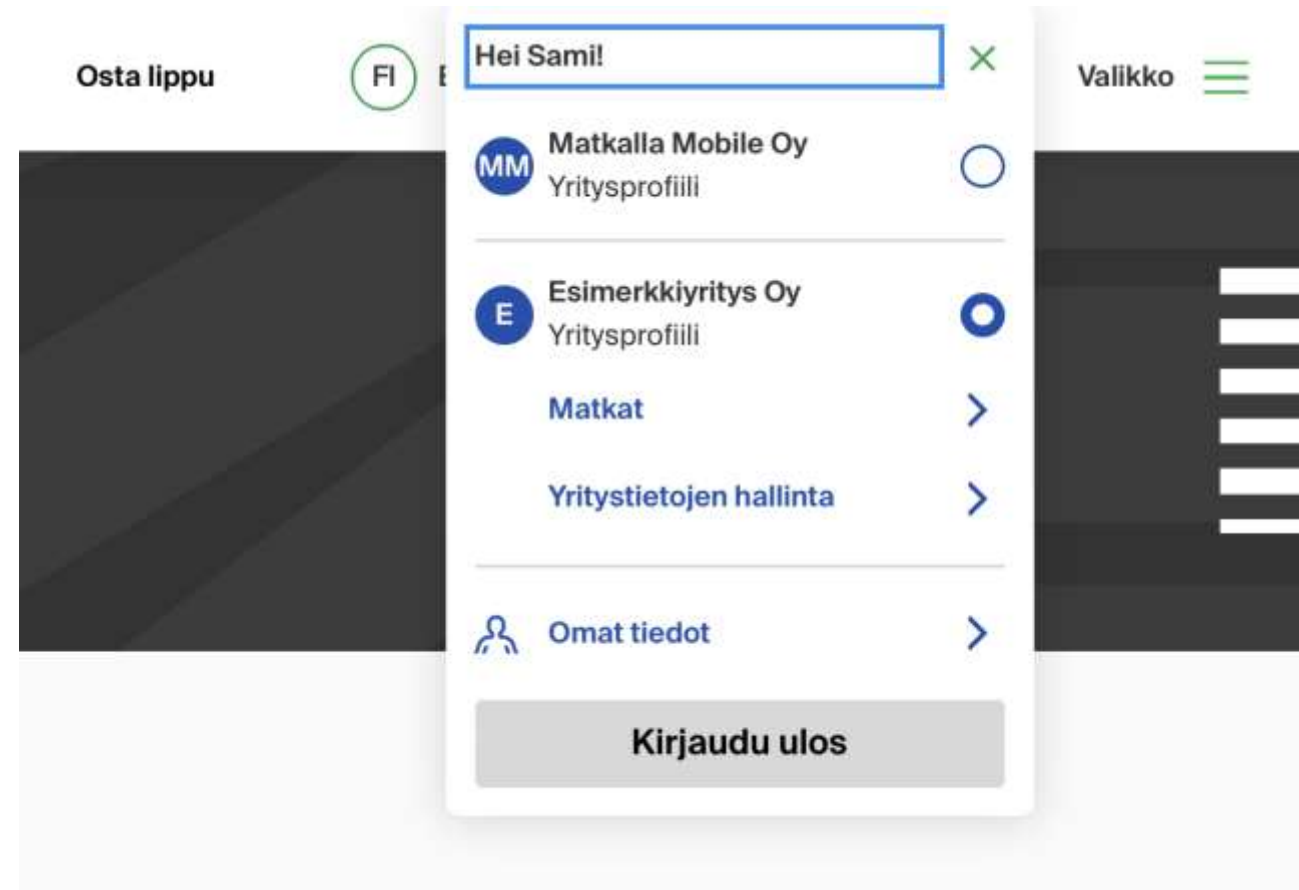 Osta lippu
FI
Hei Sami!
Valikko
MM
Matkalla Mobile Oy
Yritysprofiili
E
Esimerkkiyritys Oy
Yritysprofiili
Matkat
Yritystietojen hallinta
Omat tiedot
Kirjaudu ulos